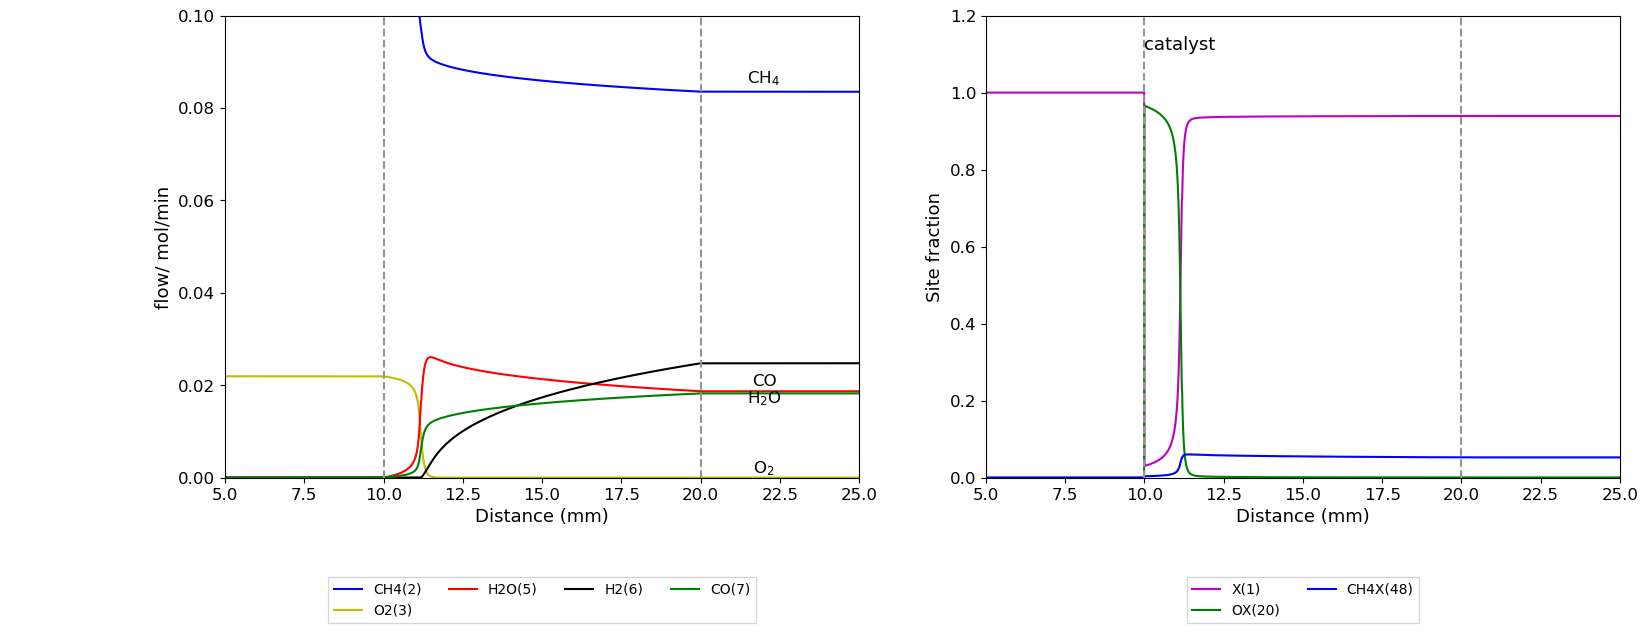 0.10
0.08
0.06
0.04
0.02
0.00
flow/ mol/min
CH₄
CO
H₂O
O₂
5.0 7.5 10.0 12.5 15.0 17.5 20.0 22.5 25.0
Distance (mm)
CH4(2) H2O(5) H2(6) CO(7)
O2(3)
1.2
1.0
0.8
0.6
0.4
0.2
0.0
Site fraction
catalyst
5.0 7.5 10.0 12.5 15.0 17.5 20.0 22.5 25.0
Distance (mm)
X(1) CH4X(48)
OX(20)